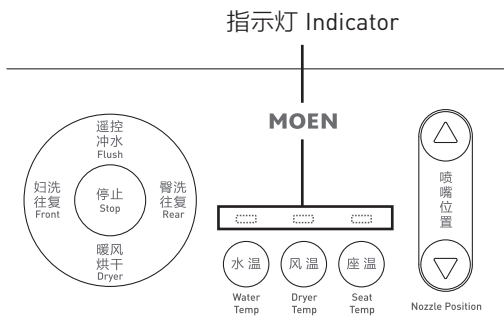 指示灯 Indicator
MOEN
遥控
冲水
Flush
妇洗
往复
Front
停止
Stop
臀洗
往复
Rear
暖风
烘干
Dryer
水温
Water
Temp
风温
Dryer
Temp
座温
Seat
Temp
喷
嘴
位
置
Nozzle Position